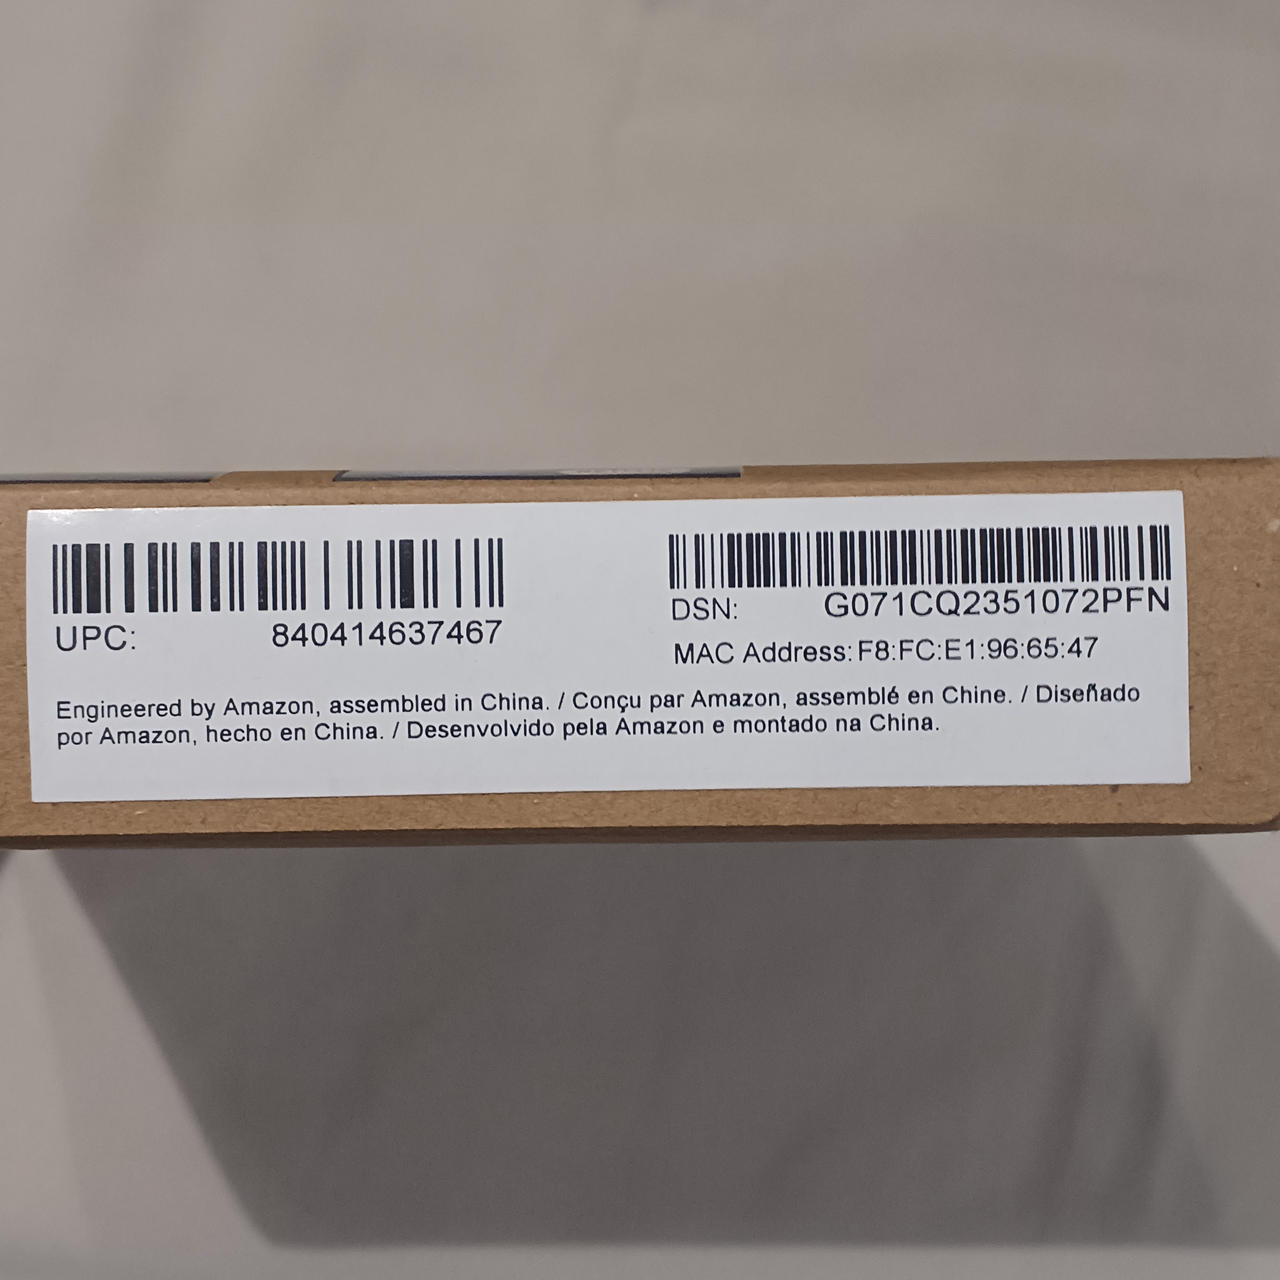 UPC: 840414637467
DSN: G071CQ2351072PFN
MAC Address: F8:FC:E1:96:65:47
Engineered by Amazon, assembled in China. / Conçu par Amazon, assemblé en Chine. / Diseñado
por Amazon, hecho en China. / Desenvolvido pela Amazon e montado na China.